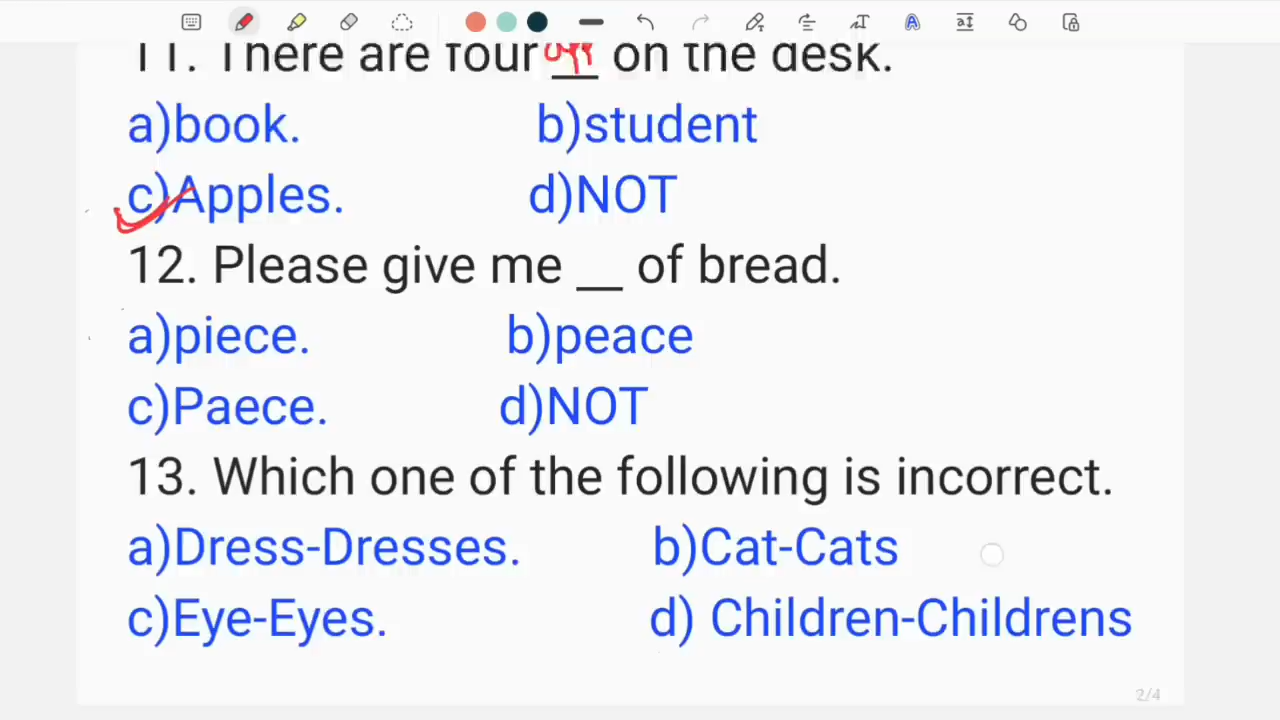 11. There are four __ on the desk.
a)book. b)student
c)Apples. d)NOT
12. Please give me __ of bread.
a)piece. b)peace
c)Paece. d)NOT
13. Which one of the following is incorrect.
a)Dress-Dresses. b)Cat-Cats
c)Eye-Eyes. d) Children-Childrens
2/4